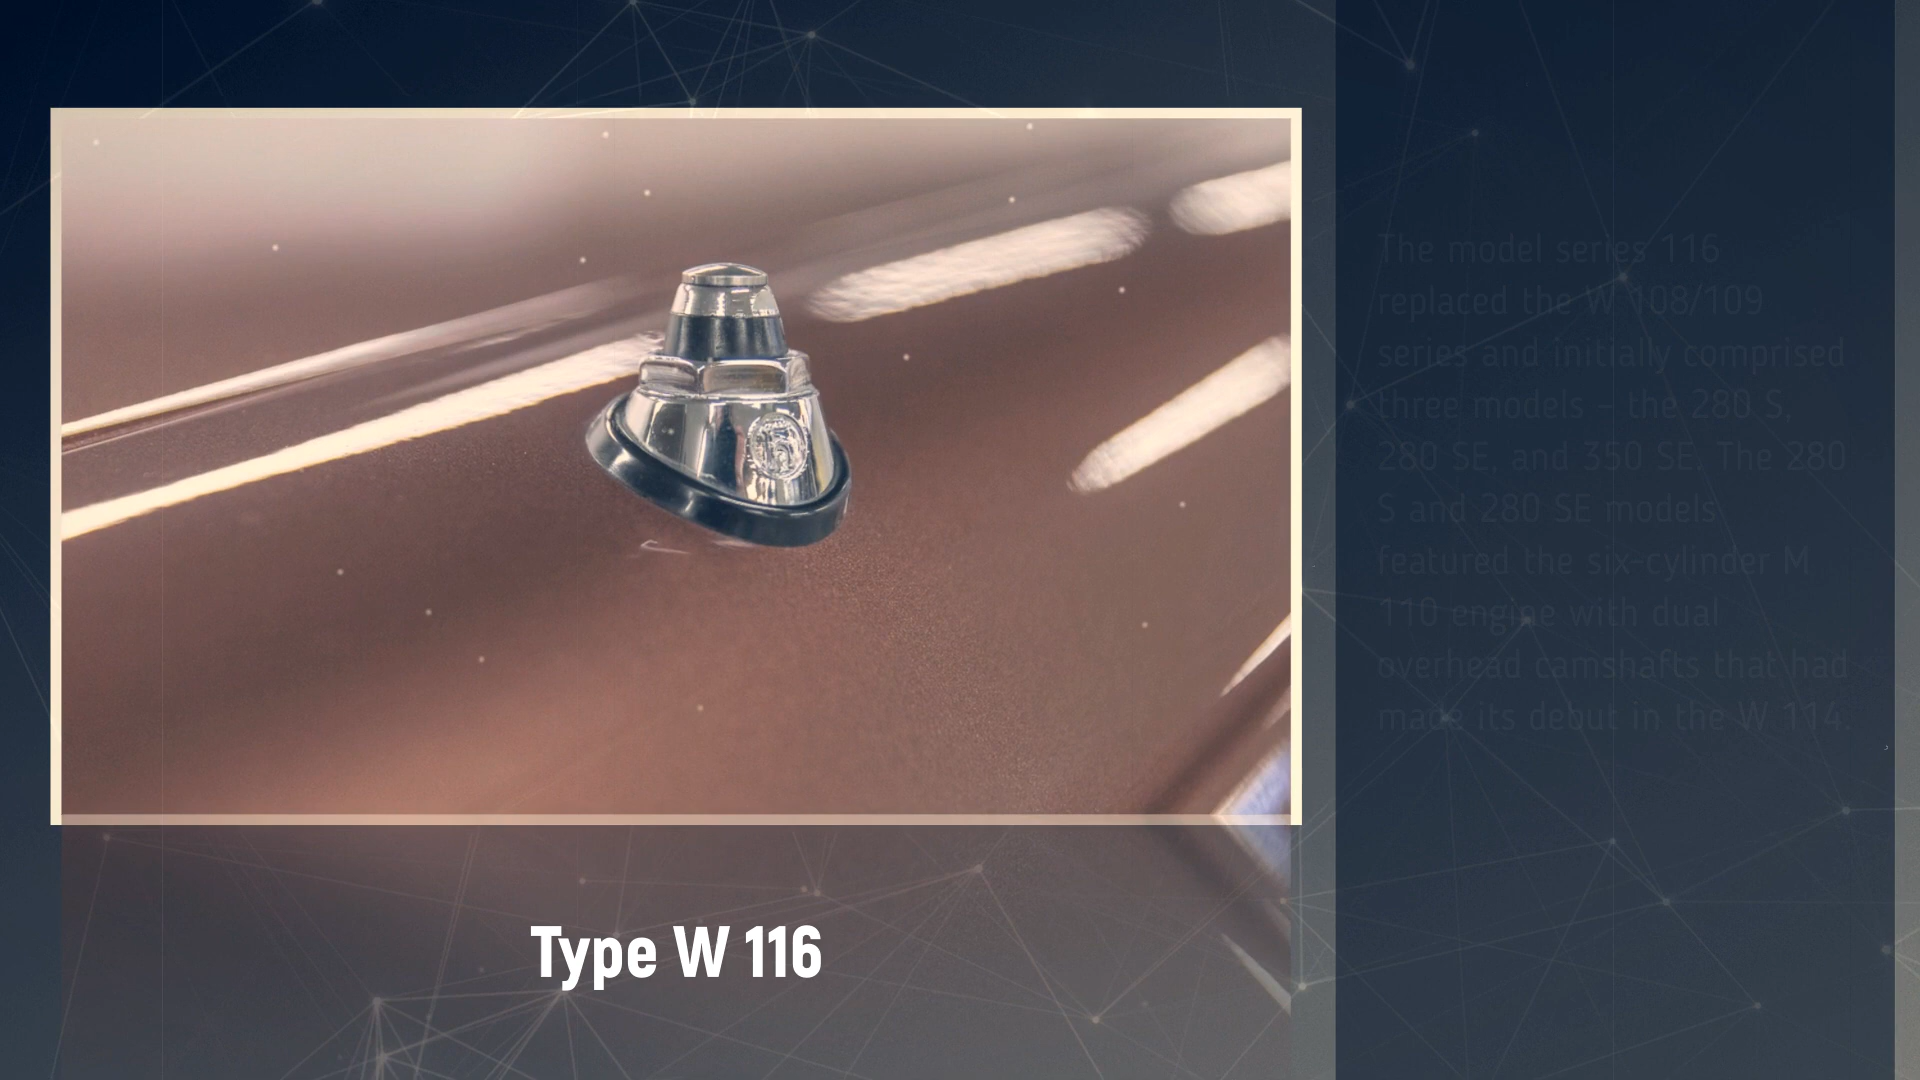 The model series 116
replaced the W 108/109
series and initially comprised
three models – the 280 S,
280 SE, and 350 SE. The 280
S and 280 SE models
featured the six-cylinder M
110 engine with dual
overhead camshafts that had
made its debut in the W 114.
Type W 116